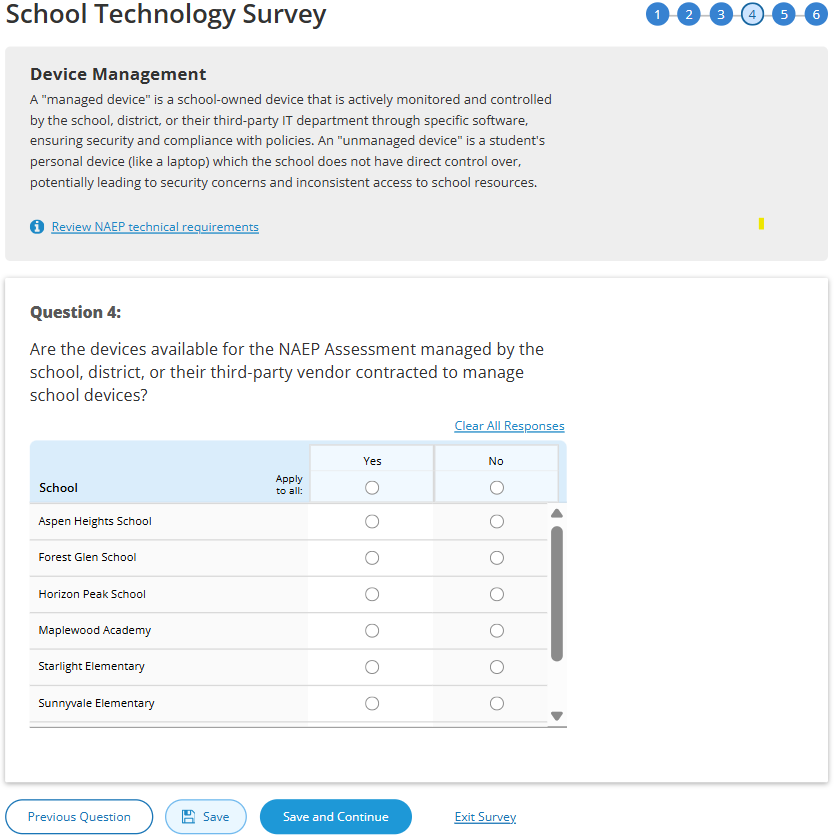 School Technology Survey
1 2 3 4 5 6
Device Management
A "managed device" is a school-owned device that is actively monitored and controlled
by the school, district, or their third-party IT department through specific software,
ensuring security and compliance with policies. An "unmanaged device" is a student's
personal device (like a laptop) which the school does not have direct control over,
potentially leading to security concerns and inconsistent access to school resources.
Review NAEP technical requirements
Question 4:
Are the devices available for the NAEP Assessment managed by the
school, district, or their third-party vendor contracted to manage
school devices?
Clear All Responses
Yes No
School Apply
to all:
Aspen Heights School
Forest Glen School
Horizon Peak School
Maplewood Academy
Starlight Elementary
Sunnyvale Elementary
Previous Question Save Save and Continue Exit Survey